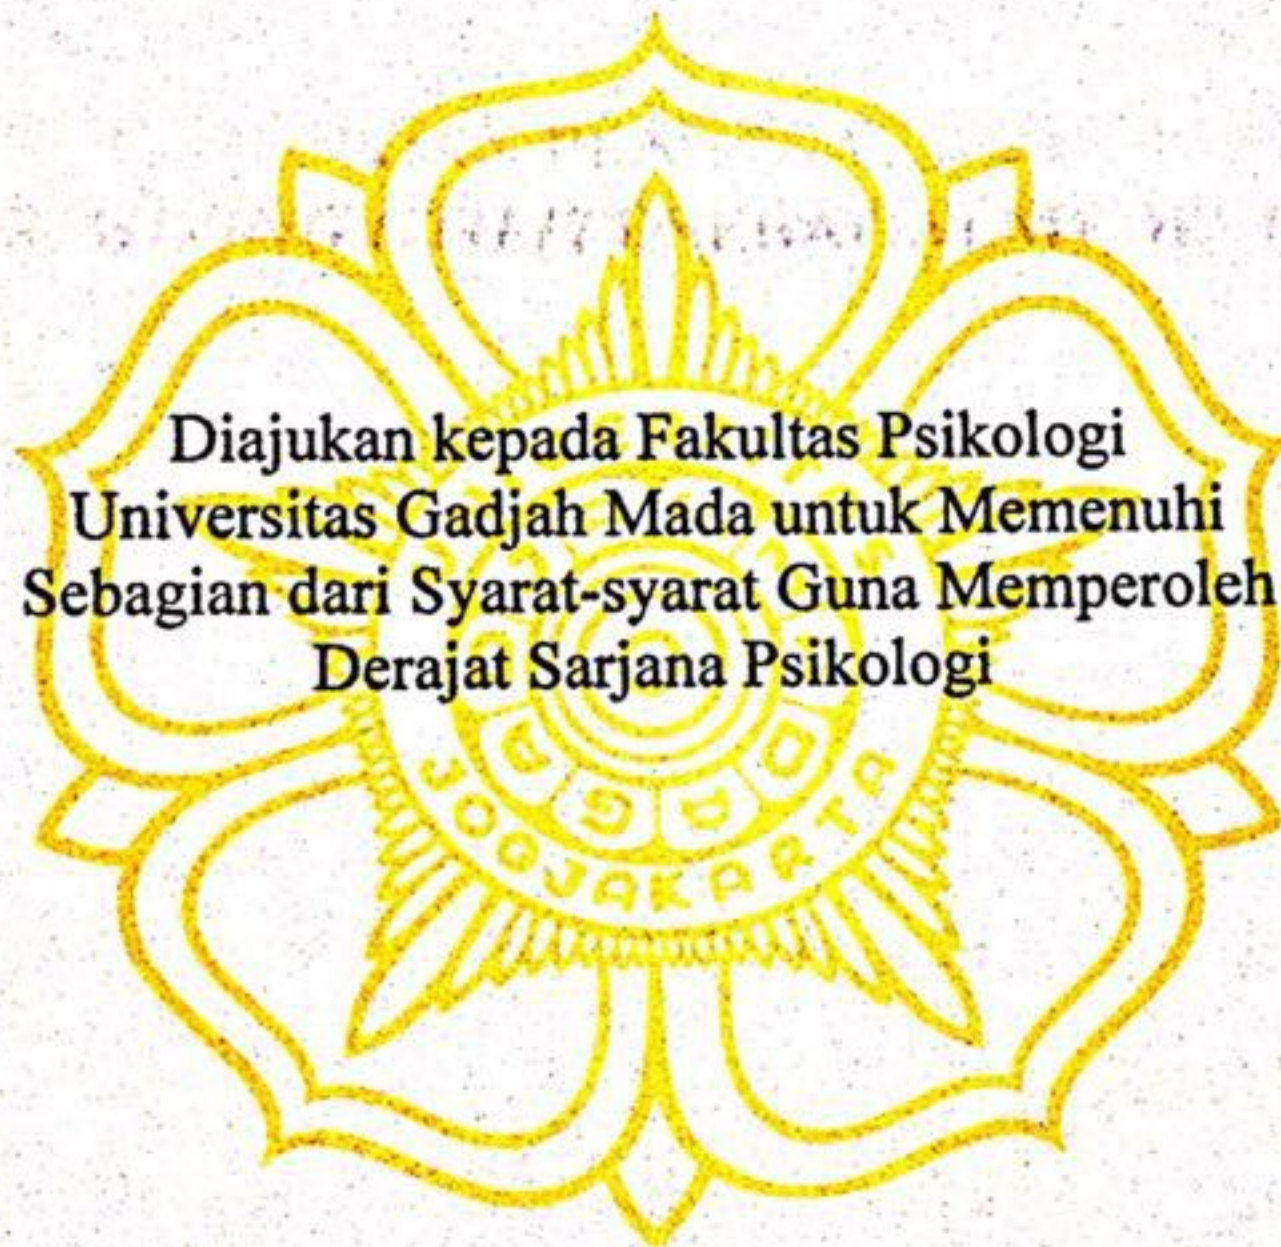 Diajukan kepada Fakultas Psikologi
Universitas Gadjah Mada untuk Memenuhi
Sebagian dari Syarat-syarat Guna Memperoleh
Derajat Sarjana Psikologi